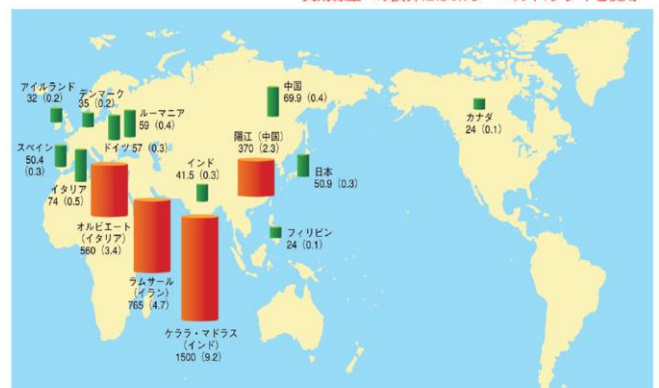 アイルランド
32（0.2）
デンマーク
35（0.2）
ルーマニア
59（0.4）
ドイツ 57（0.3）
スペイン
50.4
（0.3）
イタリア
74（0.5）
オルビエート
（イタリア）
560（3.4）
ラムサール
（イラン）
765（4.7）
インド
41.5（0.3）
ケララ・マドラス
（インド）
1500（9.2）
中国
69.9（0.4）
陽江（中国）
370（2.3）
日本
50.9（0.3）
フィリピン
24（0.1）
カナダ
24（0.1）